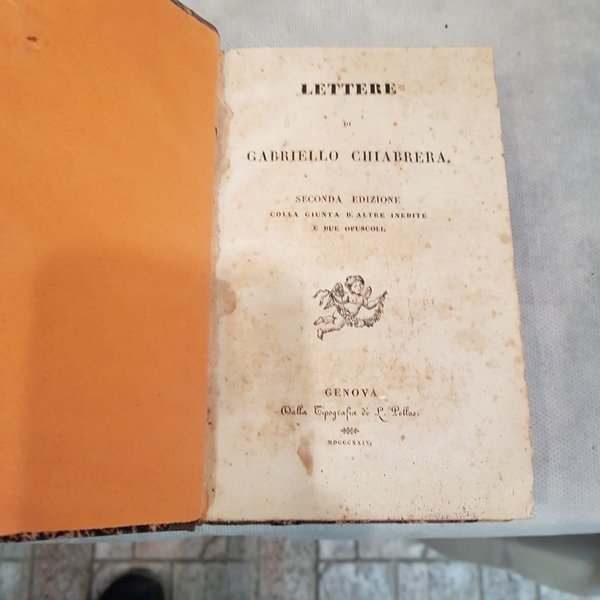 LETTERE
DI
GABRIELLO CHIABRERA.
SECONDA EDIZIONE
COLLA GIUNTA D'ALTRE INEDITE
E DUE OPUSCOLI.
GENOVA
Dalla Tipografia di L. Pellas.
MDCCCXXIX.